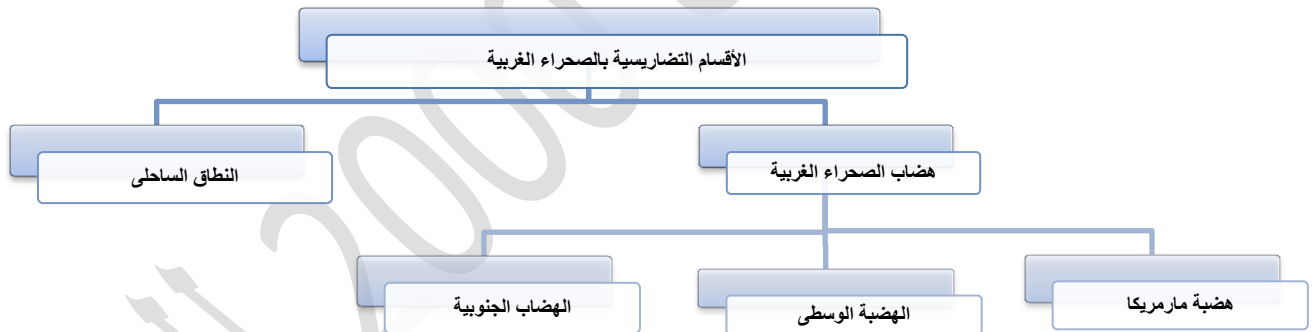 الأقسام التضاريسية بالصحراء الغربية
هضاب الصحراء الغربية
النطاق الساحلى
هضبة مارمريكا
الهضبة الوسطى
الهضاب الجنوبية